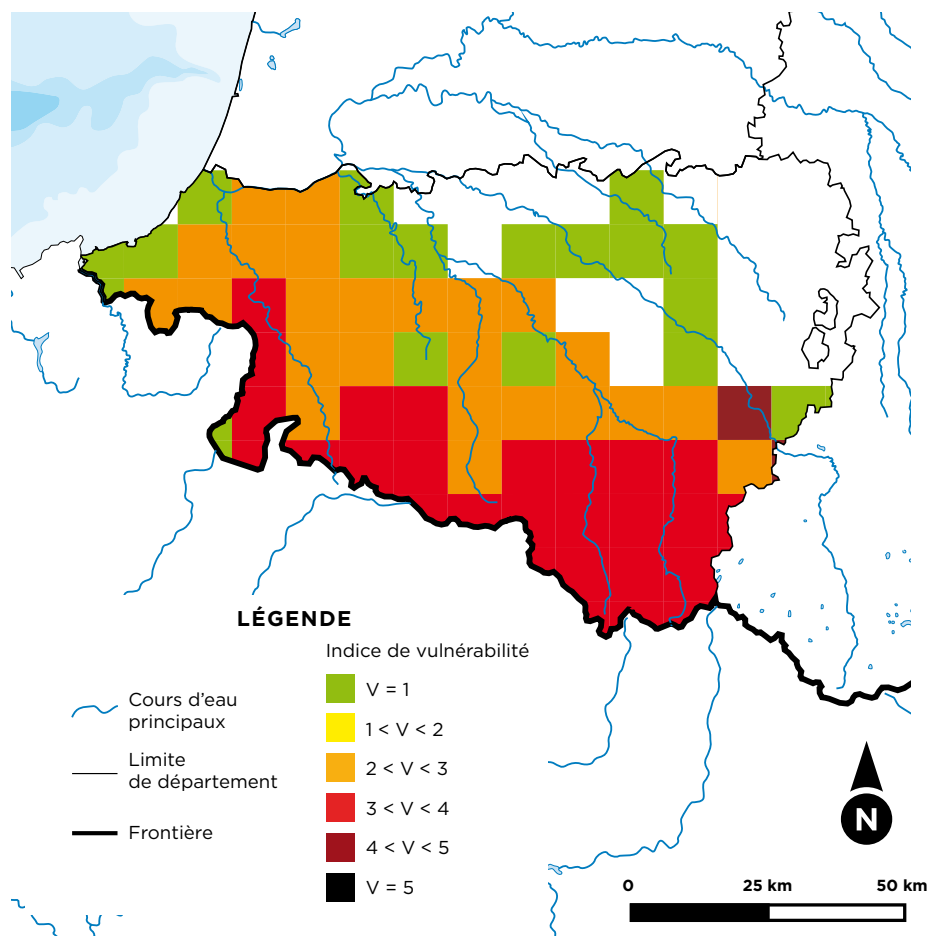 LÉGENDE
Indice de vulnérabilité
Cours d'eau
principaux
Limite
de département
Frontière
V = 1
1 < V < 2
2 < V < 3
3 < V < 4
4 < V < 5
V = 5
N
0 25 km 50 km